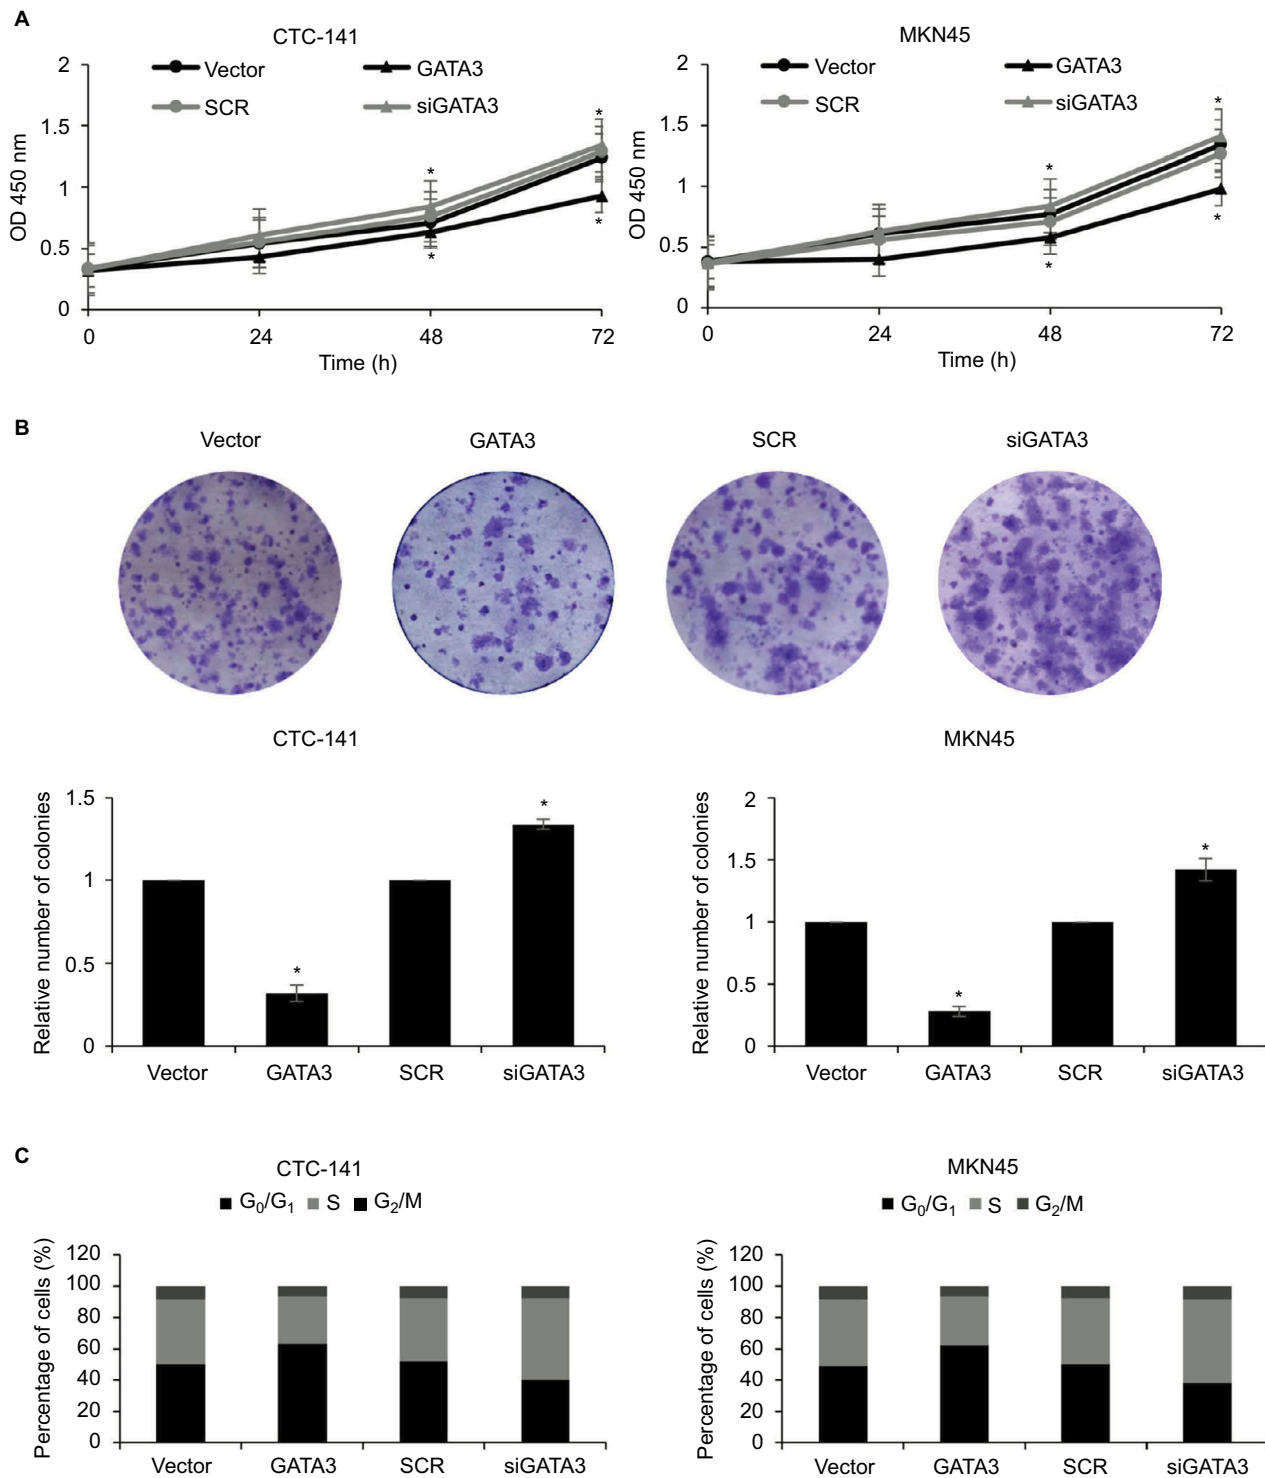 A
CTC-141
Vector
GATA3
SCR
siGATA3
OD 450 nm
2
1.5
1
0.5
0
*
*
*
*
0 24 48 72
Time (h)
MKN45
Vector
GATA3
SCR
siGATA3
OD 450 nm
2
1.5
1
0.5
0
*
*
*
*
0 24 48 72
Time (h)
B
Vector GATA3 SCR siGATA3
CTC-141
Relative number of colonies
1.5
1
0.5
0
*
*
Vector GATA3 SCR siGATA3
MKN45
Relative number of colonies
2
1.5
1
0.5
0
*
*
Vector GATA3 SCR siGATA3
C
CTC-141
G₀/G₁ S G₂/M
Percentage of cells (%)
120
100
80
60
40
20
0
Vector GATA3 SCR siGATA3
MKN45
G₀/G₁ S G₂/M
Percentage of cells (%)
120
100
80
60
40
20
0
Vector GATA3 SCR siGATA3